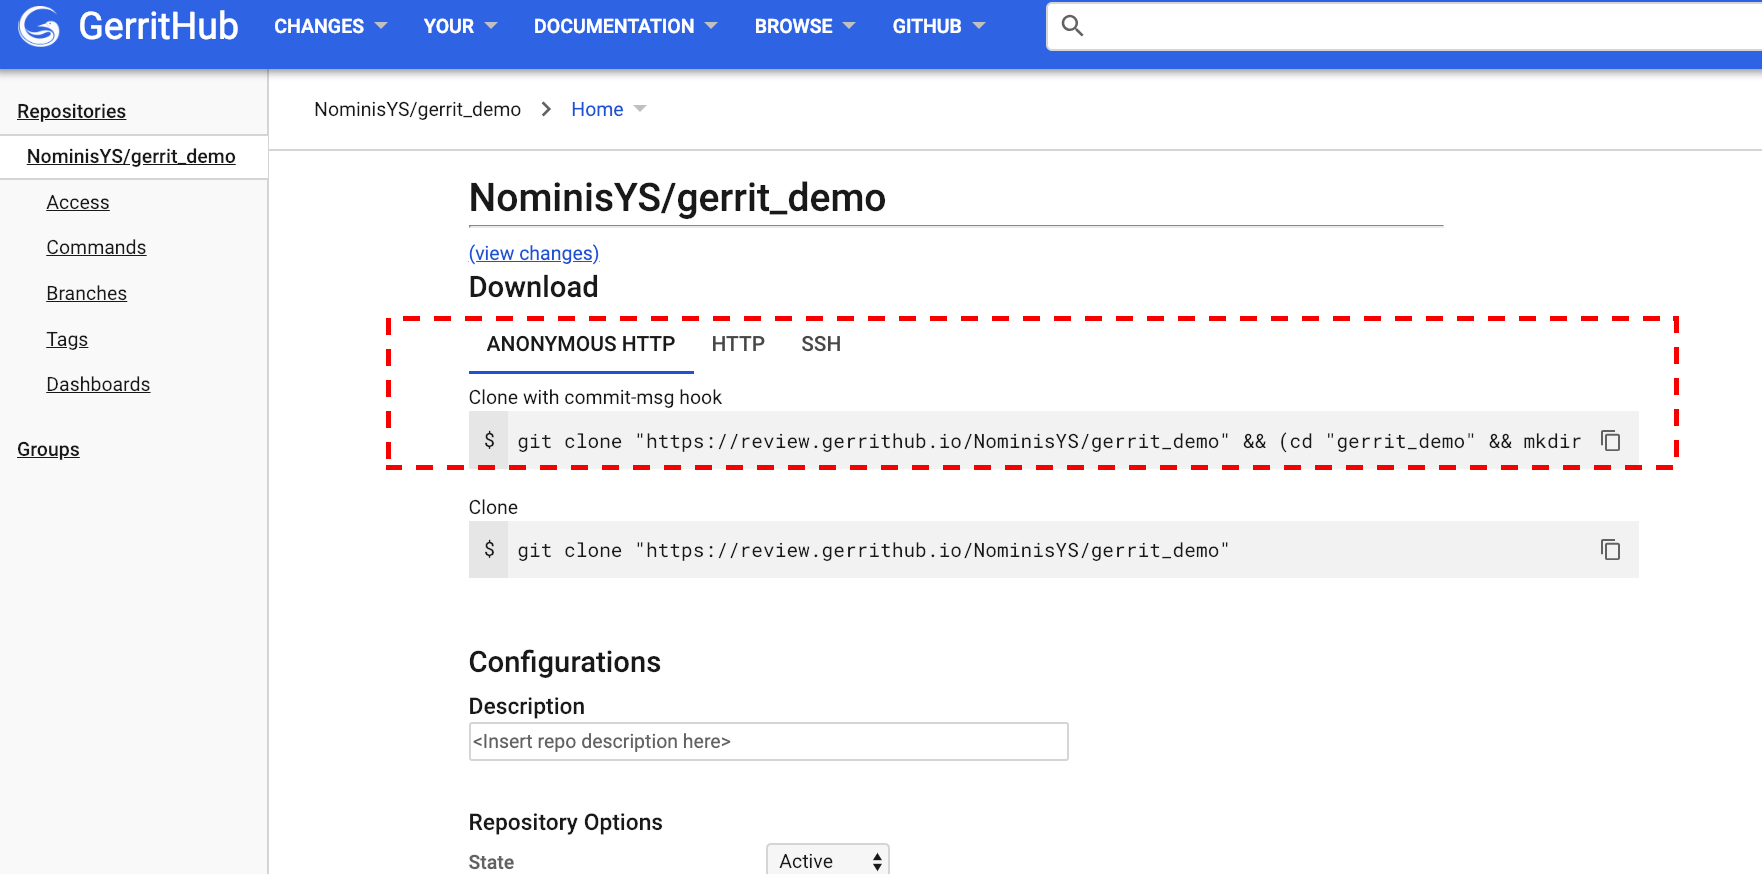 GerritHub CHANGES YOUR DOCUMENTATION BROWSE GITHUB
Repositories
NominisYS/gerrit_demo
Access
Commands
Branches
Tags
Dashboards
Groups
NominisYS/gerrit_demo > Home
NominisYS/gerrit_demo
(view changes)
Download
ANONYMOUS HTTP HTTP SSH
Clone with commit-msg hook
$ git clone "https://review.gerrithub.io/NominisYS/gerrit_demo" && (cd "gerrit_demo" && mkdir
Clone
$ git clone "https://review.gerrithub.io/NominisYS/gerrit_demo"
Configurations
Description
<Insert repo description here>
Repository Options
State Active